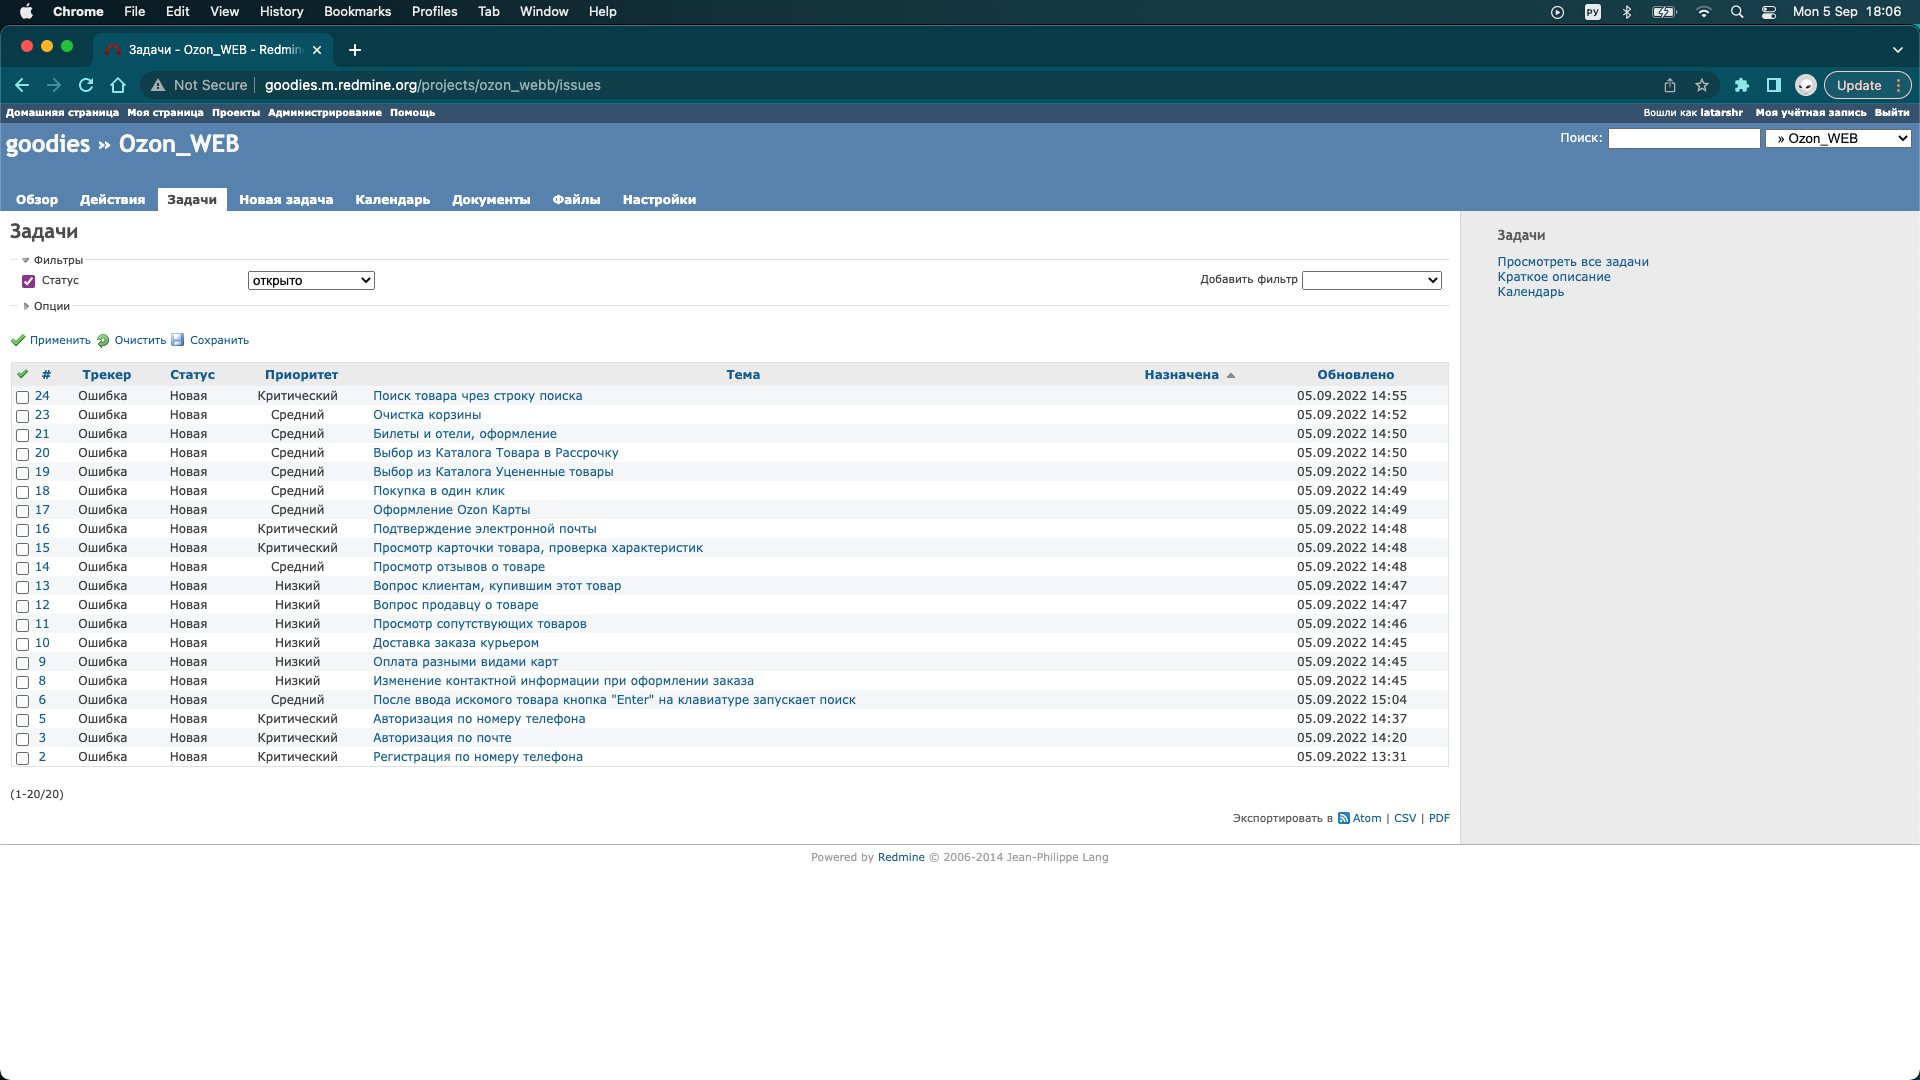 Chrome File Edit View History Bookmarks Profiles Tab Window Help РУ Mon 5 Sep 18:06
Задачи - Ozon_WEB - Redmin
Not Secure goodies.m.redmine.org/projects/ozon_webb/issues Update
Домашняя страница Моя страница Проекты Администрирование Помощь Вошли как latarshr Моя учётная запись Выйти
goodies » Ozon_WEB Поиск: » Ozon_WEB
Обзор Действия Задачи Новая задача Календарь Документы Файлы Настройки
Задачи
Фильтры
Статус открыто Добавить фильтр
Опции
Применить Очистить Сохранить
# Трекер Статус Приоритет Тема Назначена Обновлено
24 Ошибка Новая Критический Поиск товара чрез строку поиска 05.09.2022 14:55
23 Ошибка Новая Средний Очистка корзины 05.09.2022 14:52
21 Ошибка Новая Средний Билеты и отели, оформление 05.09.2022 14:50
20 Ошибка Новая Средний Выбор из Каталога Товара в Рассрочку 05.09.2022 14:50
19 Ошибка Новая Средний Выбор из Каталога Уцененные товары 05.09.2022 14:50
18 Ошибка Новая Средний Покупка в один клик 05.09.2022 14:49
17 Ошибка Новая Средний Оформление Ozon Карты 05.09.2022 14:49
16 Ошибка Новая Критический Подтверждение электронной почты 05.09.2022 14:48
15 Ошибка Новая Критический Просмотр карточки товара, проверка характеристик 05.09.2022 14:48
14 Ошибка Новая Средний Просмотр отзывов о товаре 05.09.2022 14:48
13 Ошибка Новая Низкий Вопрос клиентам, купившим этот товар 05.09.2022 14:47
12 Ошибка Новая Низкий Вопрос продавцу о товаре 05.09.2022 14:47
11 Ошибка Новая Низкий Просмотр сопутствующих товаров 05.09.2022 14:46
10 Ошибка Новая Низкий Доставка заказа курьером 05.09.2022 14:45
9 Ошибка Новая Низкий Оплата разными видами карт 05.09.2022 14:45
8 Ошибка Новая Низкий Изменение контактной информации при оформлении заказа 05.09.2022 14:45
6 Ошибка Новая Средний После ввода искомого товара кнопка "Enter" на клавиатуре запускает поиск 05.09.2022 15:04
5 Ошибка Новая Критический Авторизация по номеру телефона 05.09.2022 14:37
3 Ошибка Новая Критический Авторизация по почте 05.09.2022 14:20
2 Ошибка Новая Критический Регистрация по номеру телефона 05.09.2022 13:31
(1-20/20)
Экспортировать в Atom | CSV | PDF
Задачи
Просмотреть все задачи
Краткое описание
Календарь
Powered by Redmine © 2006-2014 Jean-Philippe Lang